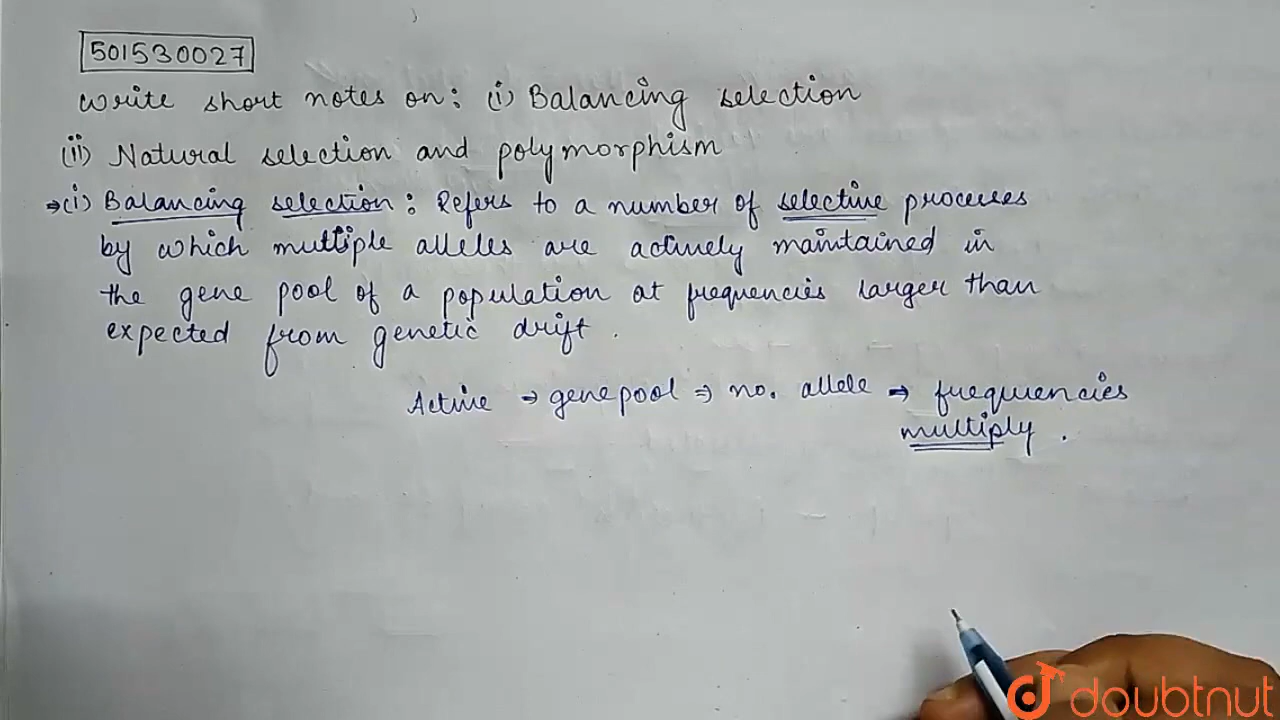 501530027
Write short notes on: (i) Balancing selection
(ii) Natural selection and polymorphism
⇒(i) Balancing selection: Refers to a number of selective processes
by which multiple alleles are actively maintained in
the gene pool of a population at frequencies larger than
expected from genetic drift.
Active → genepool ⇒ no. allele → frequencies
multiply.
doubtnut